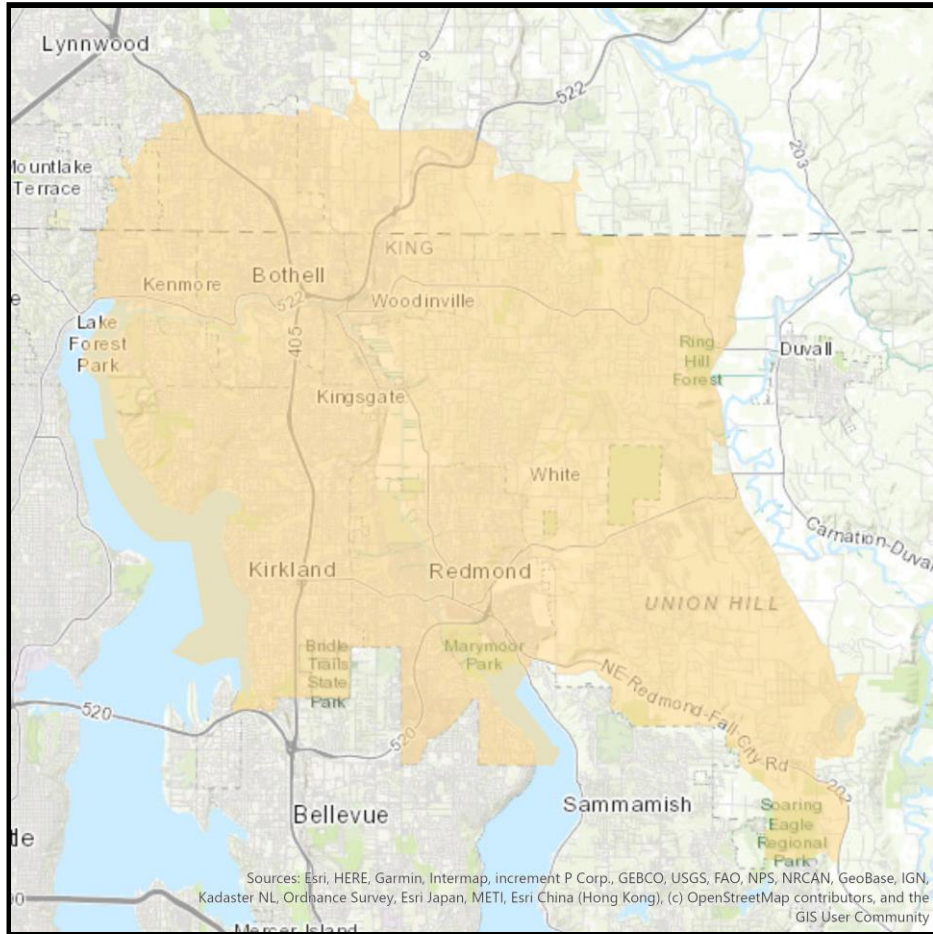 Lynnwood
9
522
203
Mountlake
Terrace
KING
Kenmore
Bothell
522
Woodinville
405
Lake
Forest
Park
Ring
Hill
Forest
Duvall
Kingsgate
White
Carnation-Duval
Kirkland
Redmond
UNION HILL
Bridle
Trails
State
Park
Marymoor
Park
NE-Redmond-Fall-City Rd
520
520
202
Bellevue
Sammamish
Soaring
Eagle
Regional
Park
Sources: Esri, HERE, Garmin, Intermap, increment P Corp., GEBCO, USGS, FAO, NPS, NRCAN, GeoBase, IGN,
Kadaster NL, Ordnance Survey, Esri Japan, METI, Esri China (Hong Kong), (c) OpenStreetMap contributors, and the
GIS User Community
Mercer Island